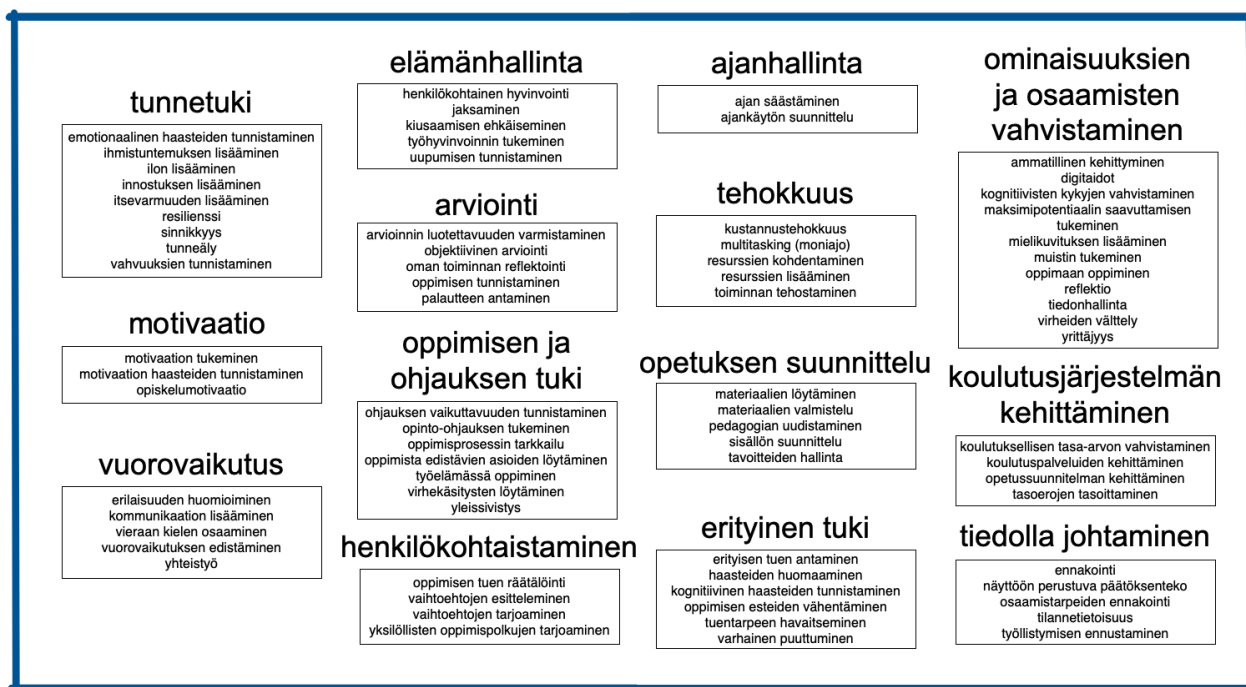 tunnetuki
emotionaalinen haasteiden tunnistaminen
ihmistuntemuksen lisääminen
ilon lisääminen
innostuksen lisääminen
itsevarmuuden lisääminen
resilienssi
sinnikkyys
tunneäly
vahvuuksien tunnistaminen
motivaatio
motivaation tukeminen
motivaation haasteiden tunnistaminen
opiskelumotivaatio
vuorovaikutus
erilaisuuden huomioiminen
kommunikaation lisääminen
vieraan kielen osaaminen
vuorovaikutuksen edistäminen
yhteistyö
elämänhallinta
henkilökohtainen hyvinvointi
jaksaminen
kiusaamisen ehkäiseminen
työhyvinvoinnin tukeminen
uupumisen tunnistaminen
arviointi
arvioinnin luotettavuuden varmistaminen
objektiivinen arviointi
oman toiminnan reflektointi
oppimisen tunnistaminen
palautteen antaminen
oppimisen ja
ohjauksen tuki
ohjauksen vaikuttavuuden tunnistaminen
opinto-ohjauksen tukeminen
oppimisprosessin tarkkailu
oppimista edistävien asioiden löytäminen
työelämässä oppiminen
virhekäsitysten löytäminen
yleissivistys
henkilökohtaistaminen
oppimisen tuen räätälöinti
vaihtoehtojen esitteleminen
vaihtoehtojen tarjoaminen
yksilöllisten oppimispolkujen tarjoaminen
ajanhallinta
ajan säästäminen
ajankäytön suunnittelu
tehokkuus
kustannustehokkuus
multitasking (moniajo)
resurssien kohdentaminen
resurssien lisääminen
toiminnan tehostaminen
opetuksen suunnittelu
materiaalien löytäminen
materiaalien valmistelu
pedagogian uudistaminen
sisällön suunnittelu
tavoitteiden hallinta
erityinen tuki
erityisen tuen antaminen
haasteiden huomaaminen
kognitiivinen haasteiden tunnistaminen
oppimisen esteiden vähentäminen
tuentarpeen havaitseminen
varhainen puuttuminen
ominaisuuksien
ja osaamisten
vahvistaminen
ammatillinen kehittyminen
digitaidot
kognitiivisten kykyjen vahvistaminen
maksimipotentiaalin saavuttamisen
tukeminen
mielikuvituksen lisääminen
muistin tukeminen
oppimaan oppiminen
reflektio
tiedonhallinta
virheiden välttely
yrittäjyys
koulutusjärjestelmän
kehittäminen
koulutuksellisen tasa-arvon vahvistaminen
koulutuspalveluiden kehittäminen
opetussuunnitelman kehittäminen
tasoerojen tasoittaminen
tiedolla johtaminen
ennakointi
näyttöön perustuva päätöksenteko
osaamistarpeiden ennakointi
tilannetietoisuus
työllistymisen ennustaminen